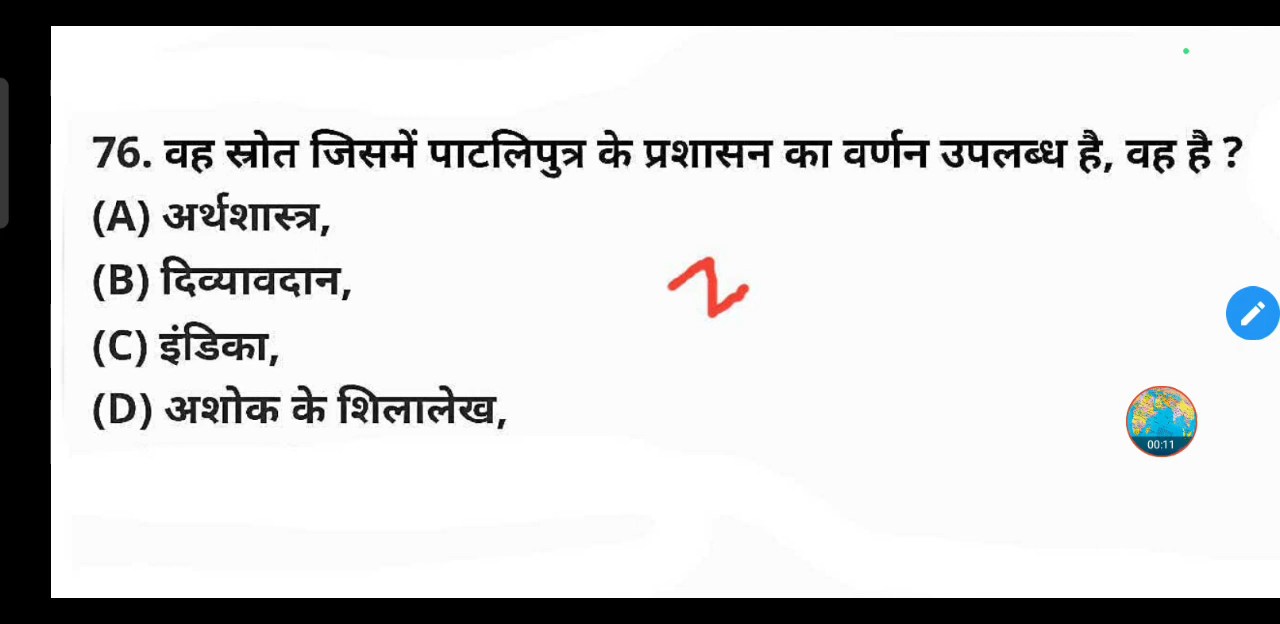 76. वह स्रोत जिसमें पाटलिपुत्र के प्रशासन का वर्णन उपलब्ध है, वह है ?
(A) अर्थशास्त्र,
(B) दिव्यावदान,
(C) इंडिका,
(D) अशोक के शिलालेख,
00:11